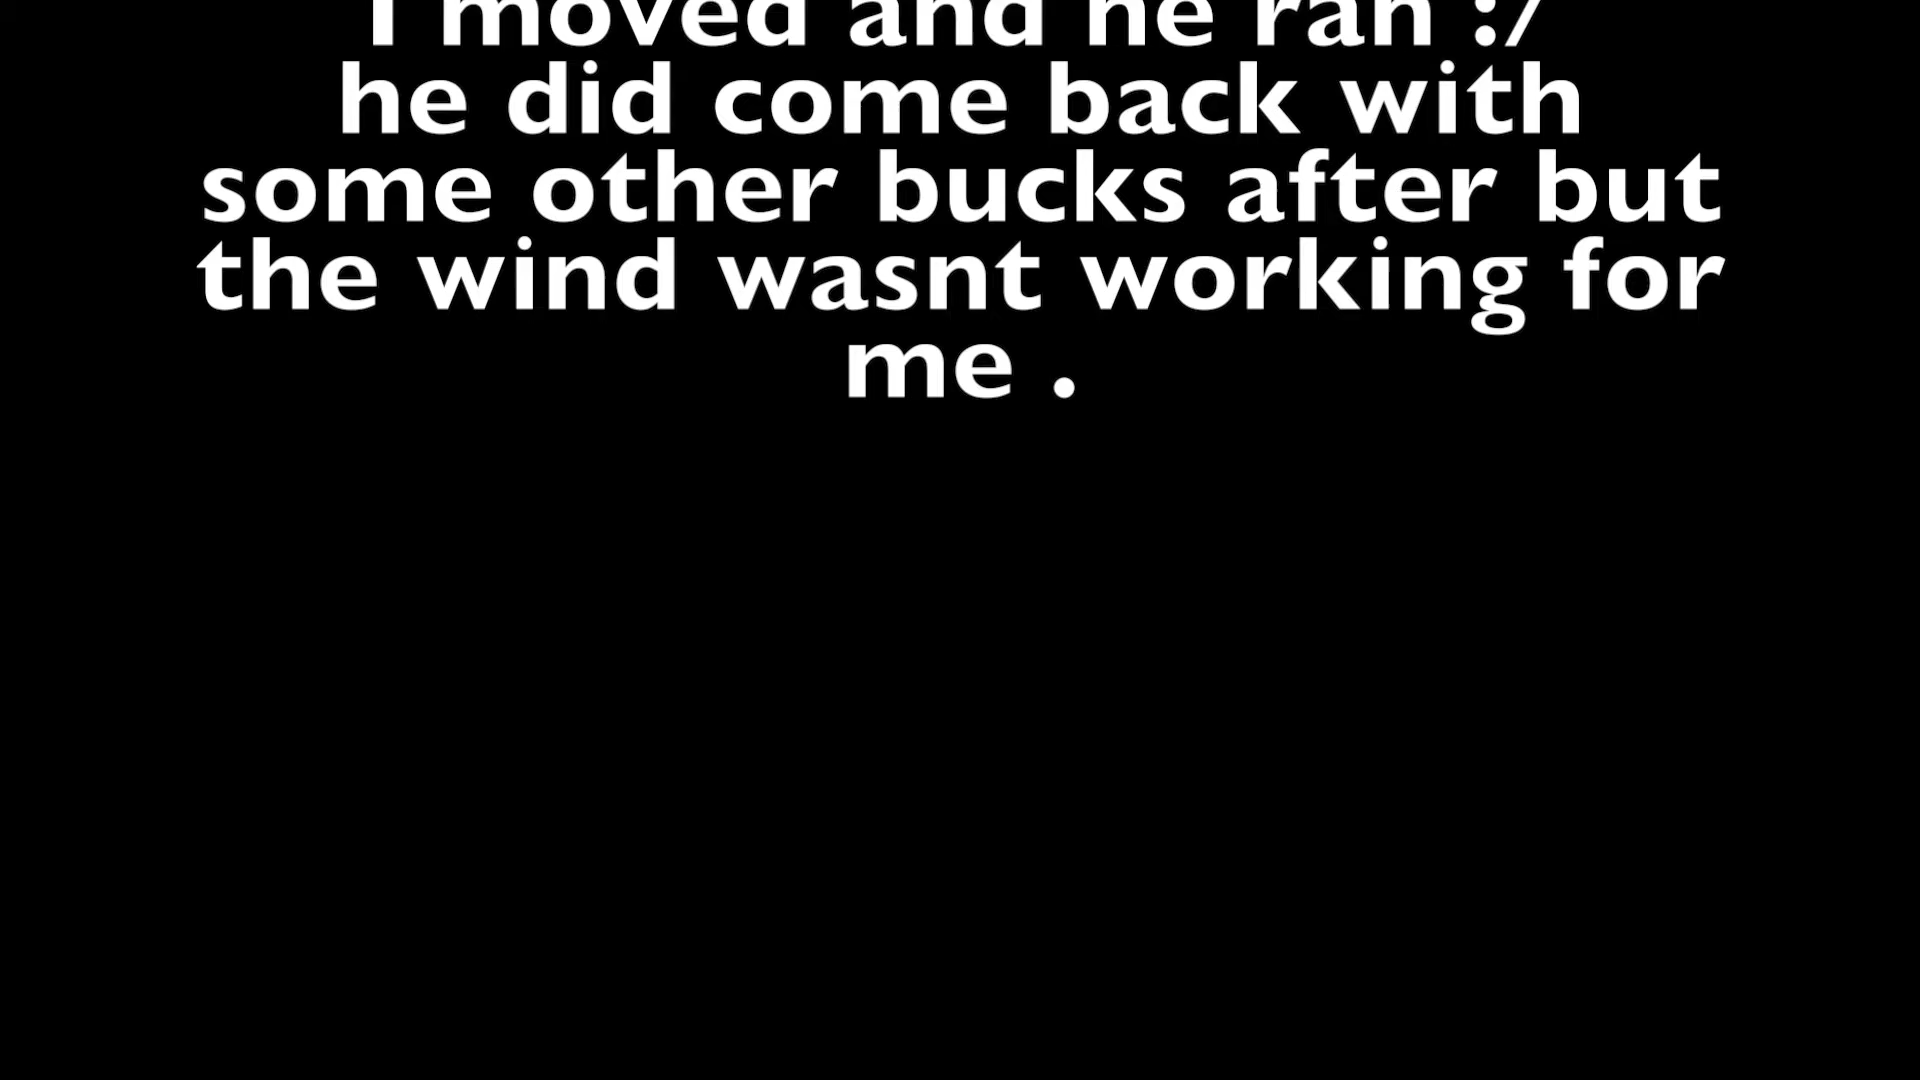 I moved and he ran :/
he did come back with
some other bucks after but
the wind wasnt working for
me .